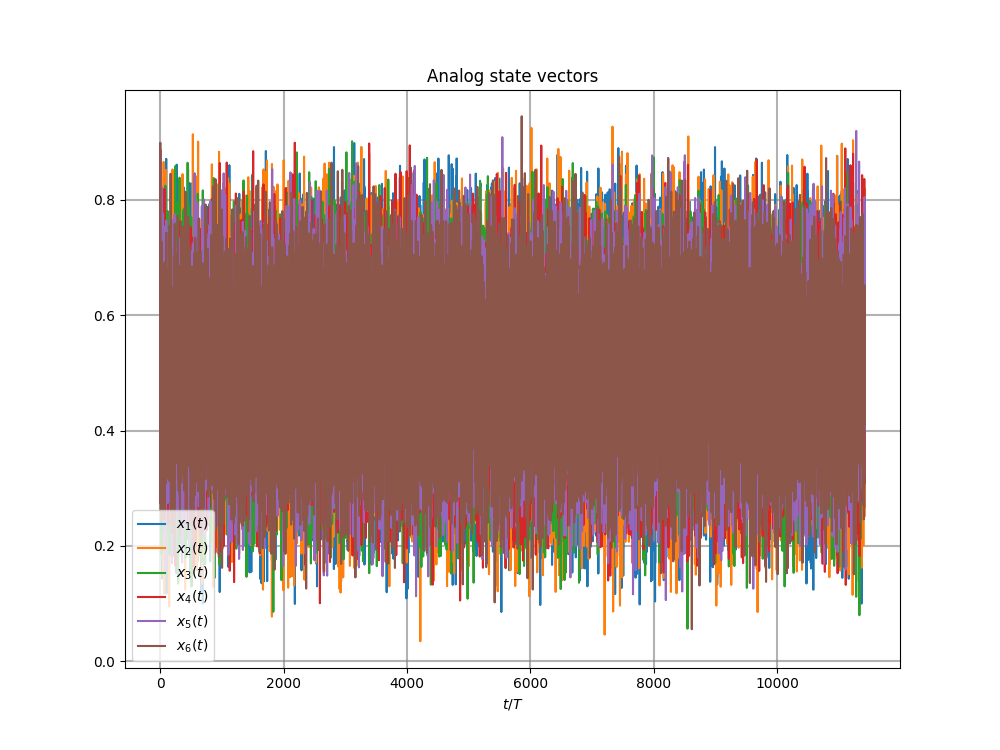 Analog state vectors
0.8
0.6
0.4
0.2
0.0
x₁(t)
x₂(t)
x₃(t)
x₄(t)
x₅(t)
x₆(t)
0 2000 4000 6000 8000 10000
t/T